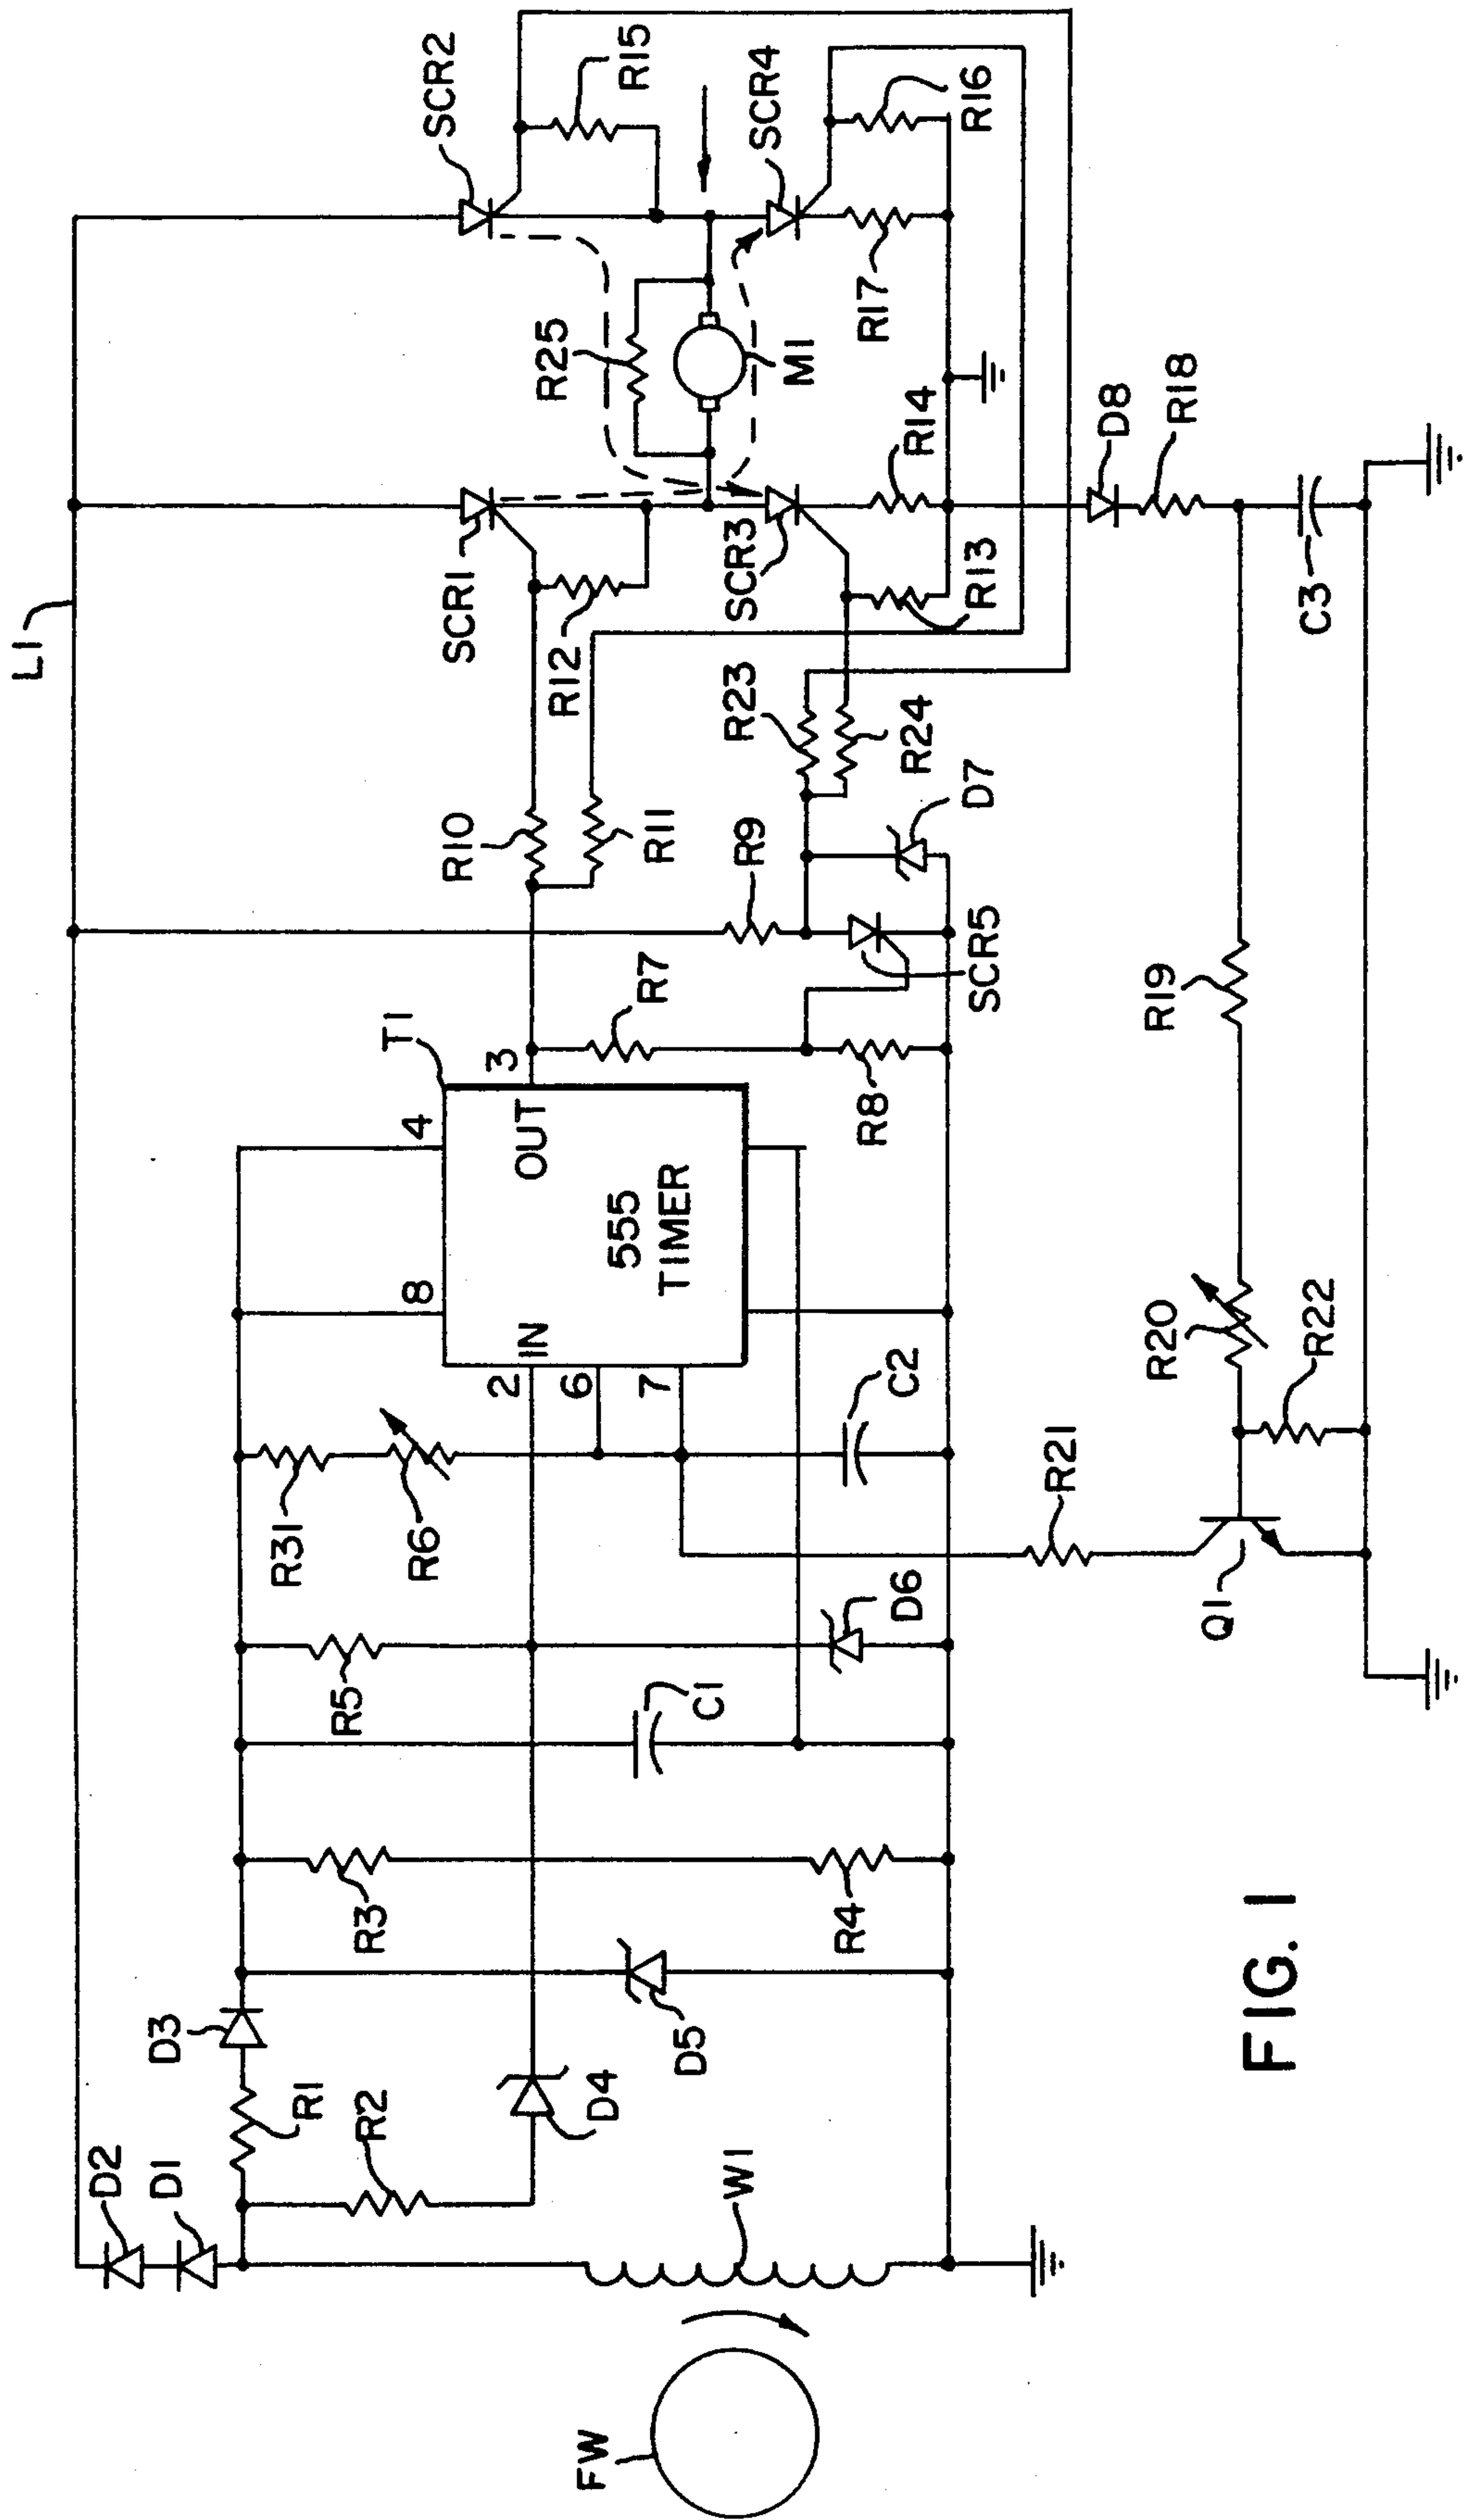 L1
SCR2
R15
SCR4
R16
R25
M1
R17
SCR1
R12
SCR3
R14
R13
D8
R18
C3
R10
R11
R23
R24
R9
D7
SCR5
R7
R8
R19
T1
3
4
OUT
555
TIMER
8
IN
2
6
7
C2
R20
R22
R21
Q1
R31
R6
R5
D6
C1
R3
R4
D3
D5
R1
R2
D4
D2
D1
W1
FW
FIG. 1